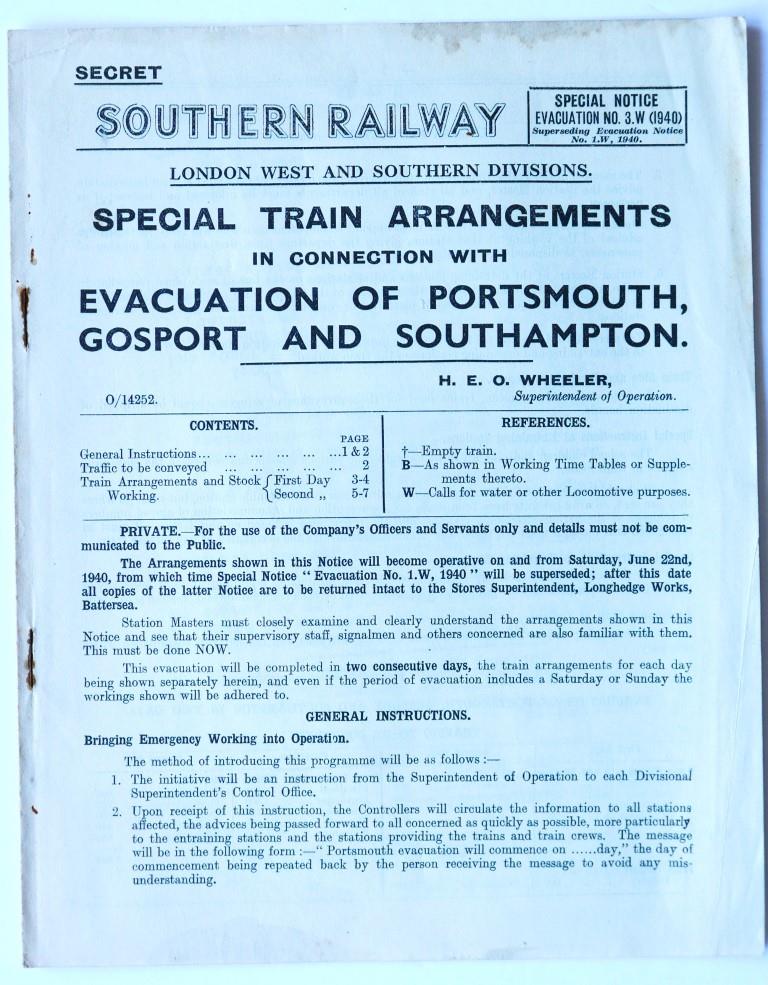 SECRET
SOUTHERN RAILWAY
SPECIAL NOTICE
EVACUATION NO. 3.W (1940)
Superseding Evacuation Notice
No. 1.W, 1940.
LONDON WEST AND SOUTHERN DIVISIONS.
SPECIAL TRAIN ARRANGEMENTS
IN CONNECTION WITH
EVACUATION OF PORTSMOUTH,
GOSPORT AND SOUTHAMPTON.
H. E. O. WHEELER,
O/14252.
Superintendent of Operation.
CONTENTS.
PAGE
General Instructions... ... ... ... ... ...1 & 2
Traffic to be conveyed ... ... ... ... ... 2
Train Arrangements and Stock { First Day 3-4
Working. { Second ,, 5-7
REFERENCES.
†—Empty train.
B—As shown in Working Time Tables or Supple-
ments thereto.
W—Calls for water or other Locomotive purposes.
PRIVATE.—For the use of the Company's Officers and Servants only and details must not be com-
municated to the Public.
The Arrangements shown in this Notice will become operative on and from Saturday, June 22nd,
1940, from which time Special Notice " Evacuation No. 1.W, 1940 " will be superseded; after this date
all copies of the latter Notice are to be returned intact to the Stores Superintendent, Longhedge Works,
Battersea.
Station Masters must closely examine and clearly understand the arrangements shown in this
Notice and see that their supervisory staff, signalmen and others concerned are also familiar with them.
This must be done NOW.
This evacuation will be completed in two consecutive days, the train arrangements for each day
being shown separately herein, and even if the period of evacuation includes a Saturday or Sunday the
workings shown will be adhered to.
GENERAL INSTRUCTIONS.
Bringing Emergency Working into Operation.
The method of introducing this programme will be as follows :—
1. The initiative will be an instruction from the Superintendent of Operation to each Divisional
Superintendent's Control Office.
2. Upon receipt of this instruction, the Controllers will circulate the information to all stations
affected, the advices being passed forward to all concerned as quickly as possible, more particularly
to the entraining stations and the stations providing the trains and train crews. The message
will be in the following form :—" Portsmouth evacuation will commence on ......day," the day of
commencement being repeated back by the person receiving the message to avoid any mis-
understanding.